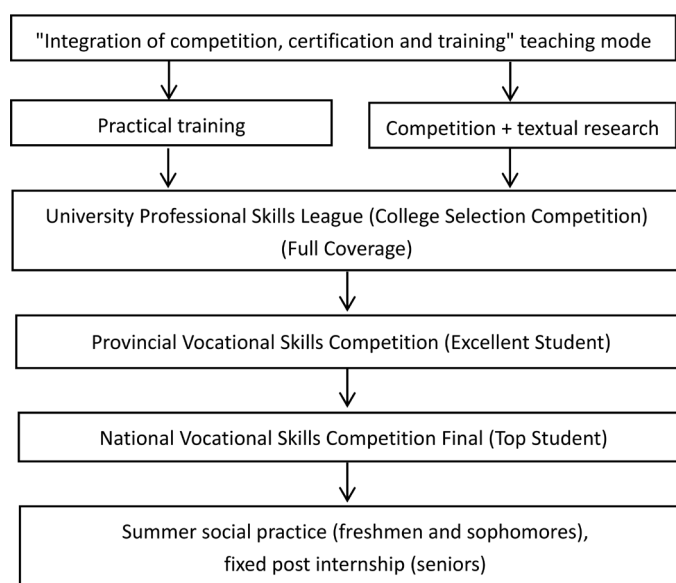 "Integration of competition, certification and training" teaching mode
Practical training
Competition + textual research
University Professional Skills League (College Selection Competition)
(Full Coverage)
Provincial Vocational Skills Competition (Excellent Student)
National Vocational Skills Competition Final (Top Student)
Summer social practice (freshmen and sophomores),
fixed post internship (seniors)